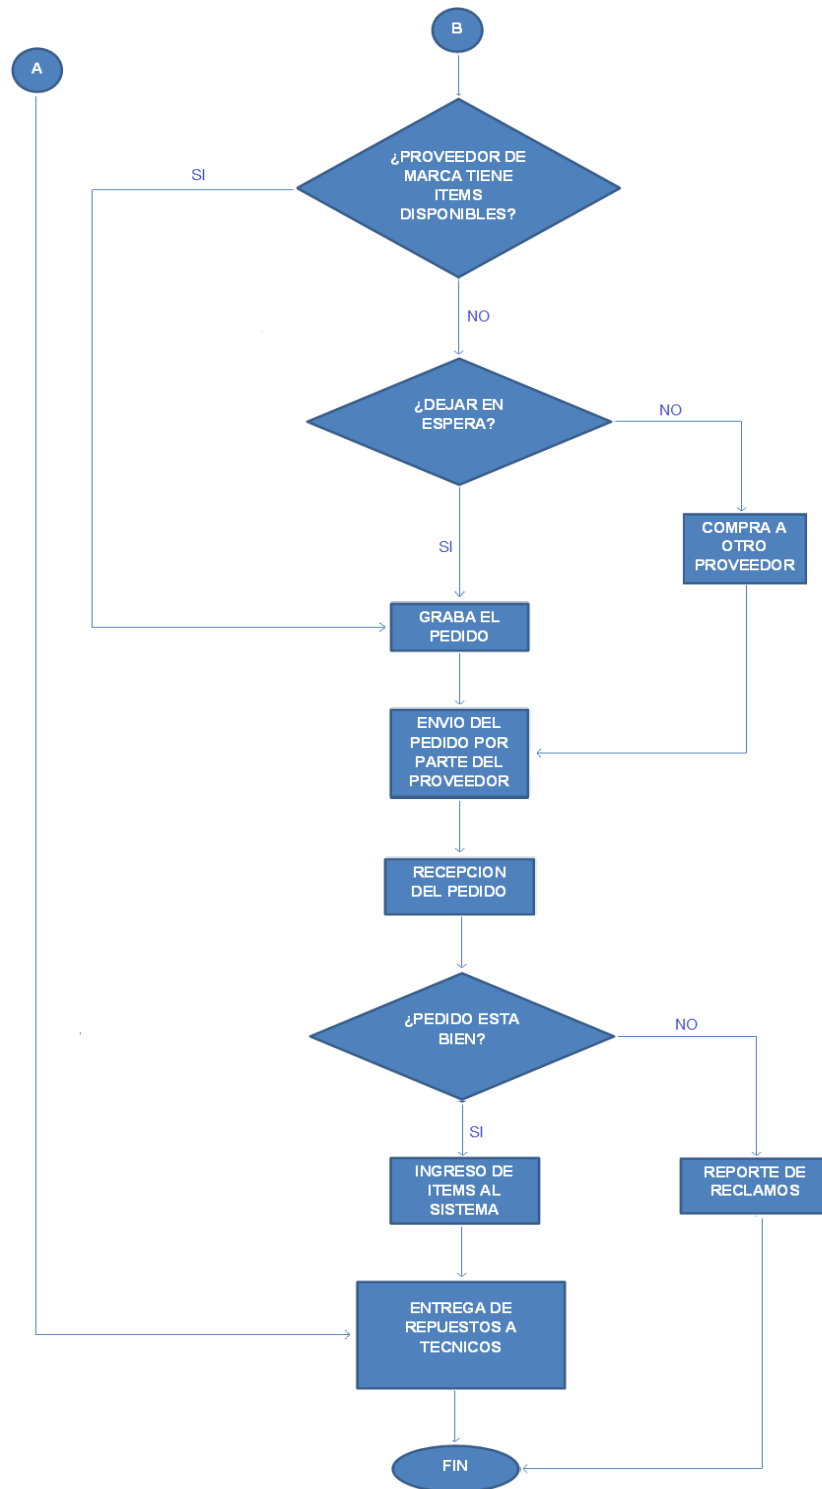 B
A
¿PROVEEDOR DE
MARCA TIENE
ITEMS
DISPONIBLES?
SI
NO
¿DEJAR EN
ESPERA?
NO
COMPRA A
OTRO
PROVEEDOR
SI
GRABA EL
PEDIDO
ENVIO DEL
PEDIDO POR
PARTE DEL
PROVEEDOR
RECEPCION
DEL PEDIDO
¿PEDIDO ESTA
BIEN?
NO
SI
INGRESO DE
ITEMS AL
SISTEMA
REPORTE DE
RECLAMOS
ENTREGA DE
REPUESTOS A
TECNICOS
FIN